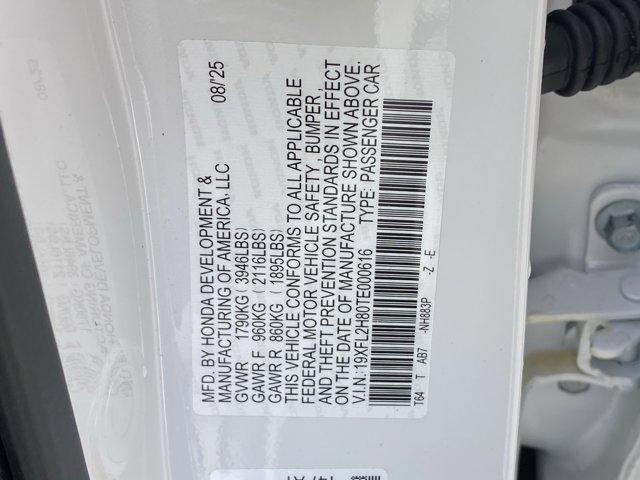 MFD. BY HONDA DEVELOPMENT & 08/'25
MANUFACTURING OF AMERICA, LLC
GVWR 1790KG( 3946LBS)
GAWR F 960KG( 2116LBS)
GAWR R 860KG( 1895LBS)
THIS VEHICLE CONFORMS TO ALL APPLICABLE
FEDERAL MOTOR VEHICLE SAFETY, BUMPER,
AND THEFT PREVENTION STANDARDS IN EFFECT
ON THE DATE OF MANUFACTURE SHOWN ABOVE.
V.I.N.:19XFL2H80TE000616 TYPE: PASSENGER CAR
T64 T AB7 -NH883P -Z -E